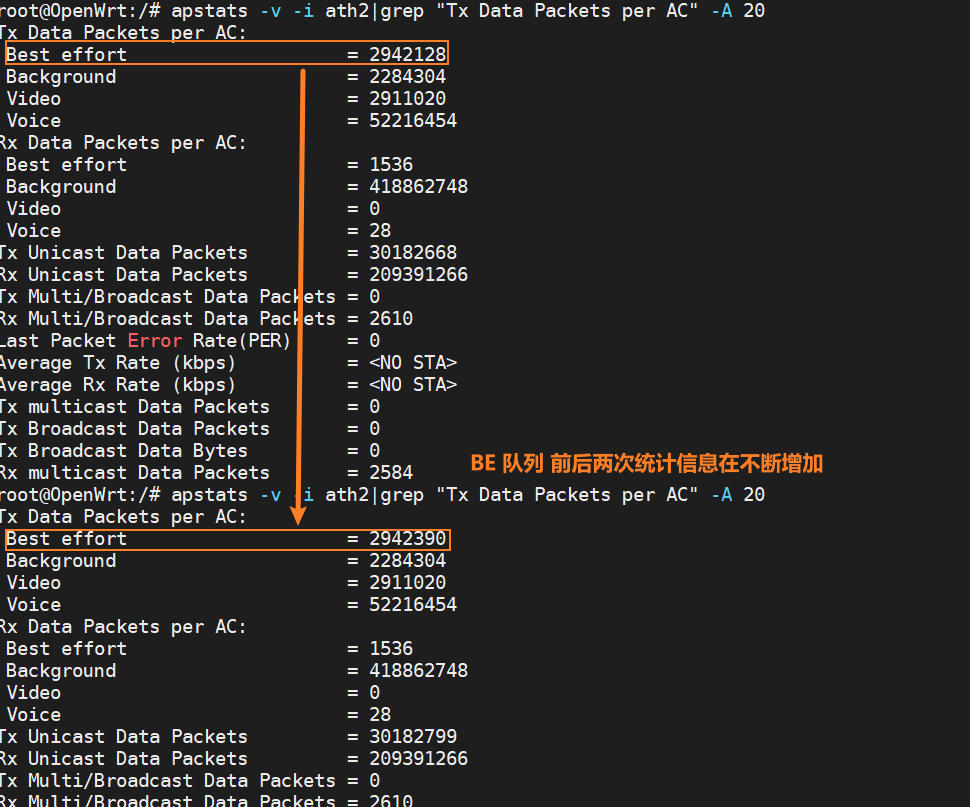 root@OpenWrt:/# apstats -v -i ath2|grep "Tx Data Packets per AC" -A 20
Tx Data Packets per AC:
Best effort = 2942128
Background = 2284304
Video = 2911020
Voice = 52216454
Rx Data Packets per AC:
Best effort = 1536
Background = 418862748
Video = 0
Voice = 28
Tx Unicast Data Packets = 30182668
Rx Unicast Data Packets = 209391266
Tx Multi/Broadcast Data Packets = 0
Rx Multi/Broadcast Data Packets = 2610
Last Packet Error Rate(PER) = 0
Average Tx Rate (kbps) = <NO STA>
Average Rx Rate (kbps) = <NO STA>
Tx multicast Data Packets = 0
Tx Broadcast Data Packets = 0
Tx Broadcast Data Bytes = 0
Rx multicast Data Packets = 2584
BE 队列 前后两次统计信息在不断增加
root@OpenWrt:/# apstats -v -i ath2|grep "Tx Data Packets per AC" -A 20
Tx Data Packets per AC:
Best effort = 2942390
Background = 2284304
Video = 2911020
Voice = 52216454
Rx Data Packets per AC:
Best effort = 1536
Background = 418862748
Video = 0
Voice = 28
Tx Unicast Data Packets = 30182799
Rx Unicast Data Packets = 209391266
Tx Multi/Broadcast Data Packets = 0
Rx Multi/Broadcast Data Packets = 2610